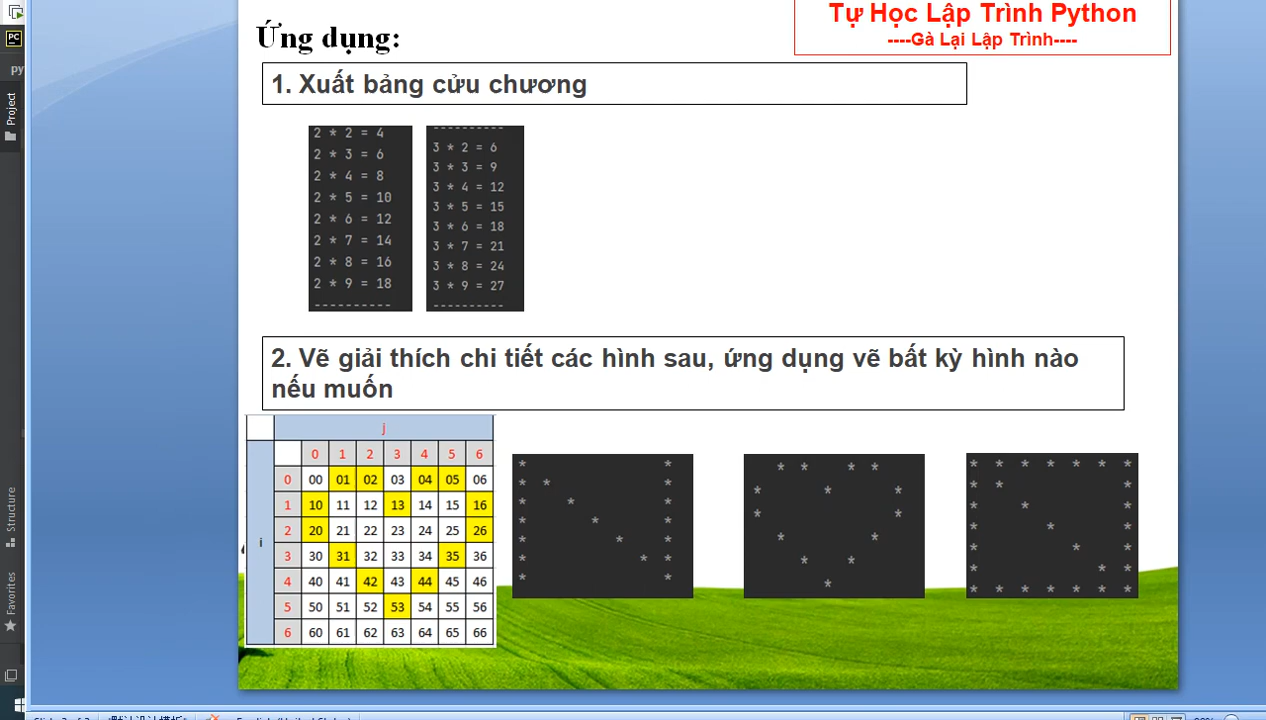 Tự Học Lập Trình Python
----Gà Lại Lập Trình----
Ứng dụng:
1. Xuất bảng cửu chương
2 * 2 = 4
2 * 3 = 6
2 * 4 = 8
2 * 5 = 10
2 * 6 = 12
2 * 7 = 14
2 * 8 = 16
2 * 9 = 18
----------
----------
3 * 2 = 6
3 * 3 = 9
3 * 4 = 12
3 * 5 = 15
3 * 6 = 18
3 * 7 = 21
3 * 8 = 24
3 * 9 = 27
----------
2. Vẽ giải thích chi tiết các hình sau, ứng dụng vẽ bất kỳ hình nào
nếu muốn
j
0 1 2 3 4 5 6
0 00 01 02 03 04 05 06
1 10 11 12 13 14 15 16
2 20 21 22 23 24 25 26
i
3 30 31 32 33 34 35 36
4 40 41 42 43 44 45 46
5 50 51 52 53 54 55 56
6 60 61 62 63 64 65 66
*           *
* *         *
*   *       *
*     *     *
*       *   *
*         * *
*           *
  * *   * *
*     *     *
*           *
  *       *
    *   *
      *
* * * * * * *
* *         *
*   *       *
*     *     *
*       *   *
*         * *
* * * * * * *
PC
py
Project
Structure
Favorites